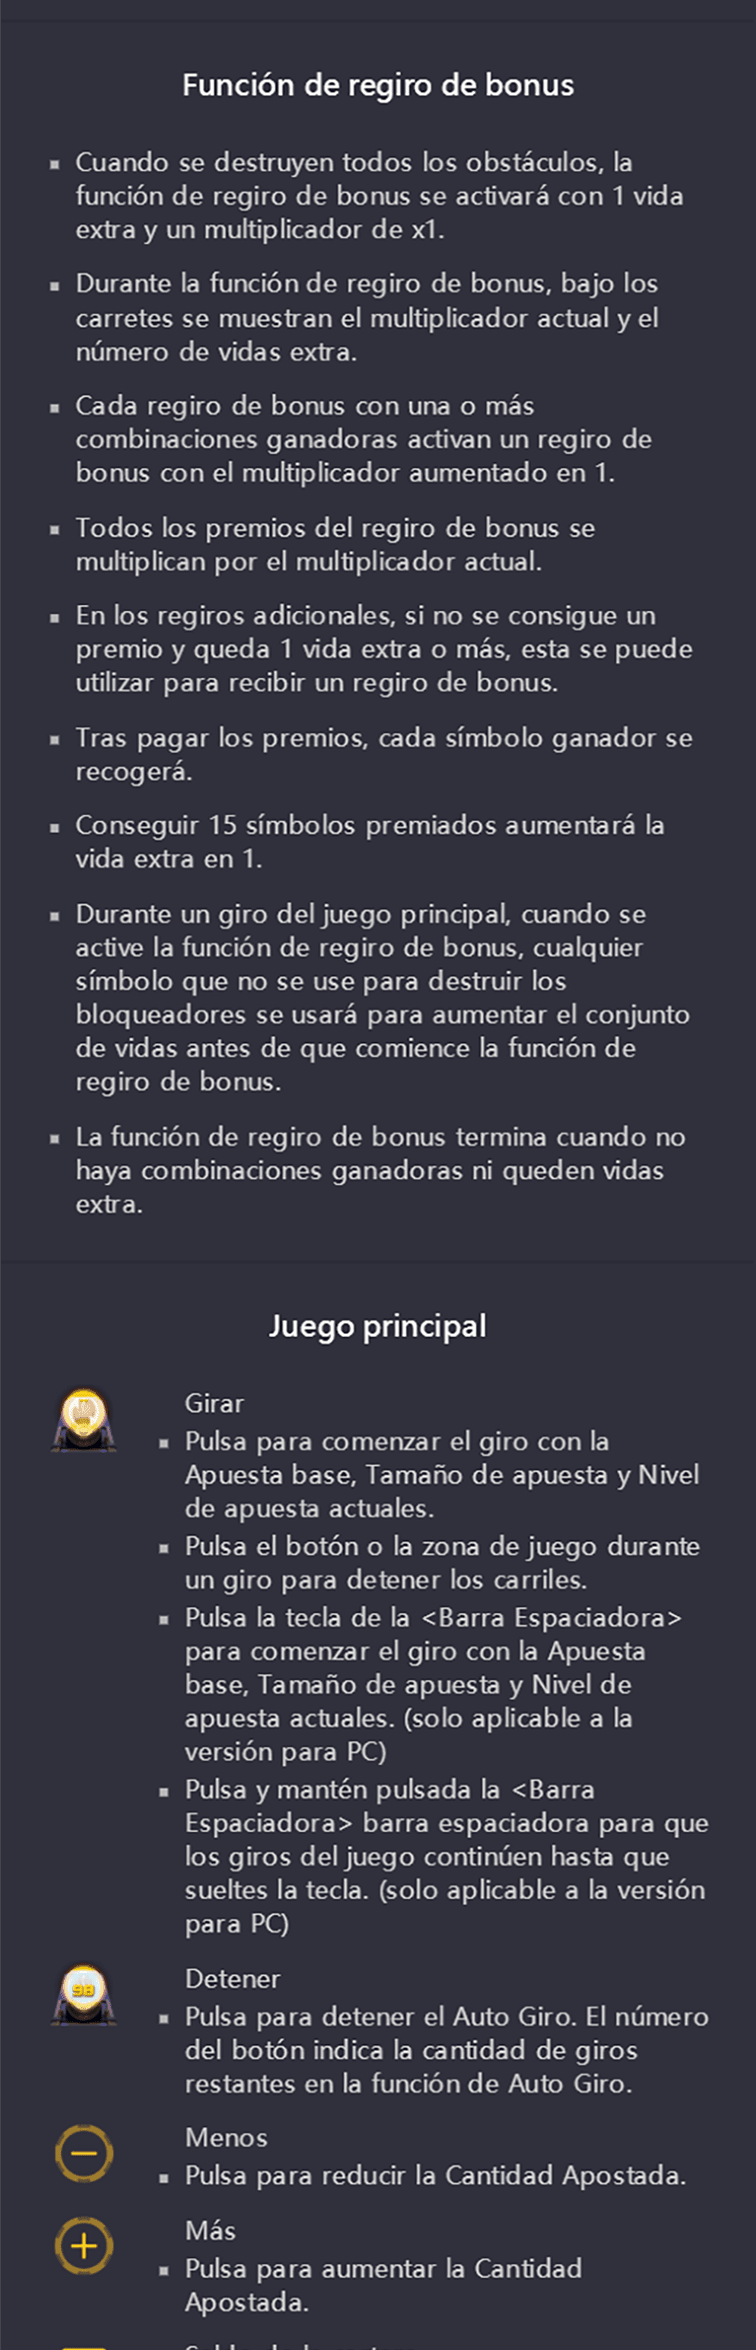 Función de regiro de bonus
Cuando se destruyen todos los obstáculos, la
función de regiro de bonus se activará con 1 vida
extra y un multiplicador de x1.
Durante la función de regiro de bonus, bajo los
carretes se muestran el multiplicador actual y el
número de vidas extra.
Cada regiro de bonus con una o más
combinaciones ganadoras activan un regiro de
bonus con el multiplicador aumentado en 1.
Todos los premios del regiro de bonus se
multiplican por el multiplicador actual.
En los regiros adicionales, si no se consigue un
premio y queda 1 vida extra o más, esta se puede
utilizar para recibir un regiro de bonus.
Tras pagar los premios, cada símbolo ganador se
recogerá.
Conseguir 15 símbolos premiados aumentará la
vida extra en 1.
Durante un giro del juego principal, cuando se
active la función de regiro de bonus, cualquier
símbolo que no se use para destruir los
bloqueadores se usará para aumentar el conjunto
de vidas antes de que comience la función de
regiro de bonus.
La función de regiro de bonus termina cuando no
haya combinaciones ganadoras ni queden vidas
extra.
Juego principal
Girar
Pulsa para comenzar el giro con la
Apuesta base, Tamaño de apuesta y Nivel
de apuesta actuales.
Pulsa el botón o la zona de juego durante
un giro para detener los carriles.
Pulsa la tecla de la <Barra Espaciadora>
para comenzar el giro con la Apuesta
base, Tamaño de apuesta y Nivel de
apuesta actuales. (solo aplicable a la
versión para PC)
Pulsa y mantén pulsada la <Barra
Espaciadora> barra espaciadora para que
los giros del juego continúen hasta que
sueltes la tecla. (solo aplicable a la versión
para PC)
98
Detener
Pulsa para detener el Auto Giro. El número
del botón indica la cantidad de giros
restantes en la función de Auto Giro.
Menos
Pulsa para reducir la Cantidad Apostada.
Más
Pulsa para aumentar la Cantidad
Apostada.